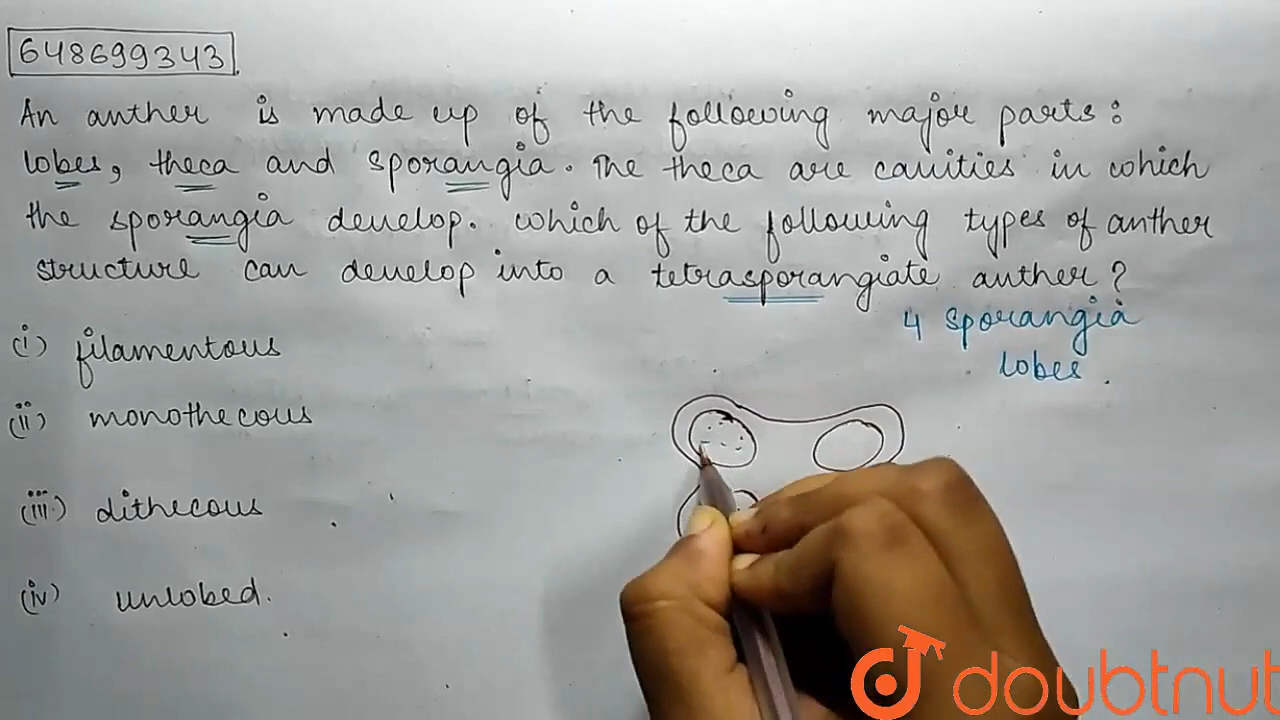 648699343
An anther is made up of the following major parts:
lobes, theca and sporangia. The theca are cavities in which
the sporangia develop. Which of the following types of anther
structure can develop into a tetrasporangiate anther?
4 sporangia
lobes.
(i) filamentous
(ii) monothecous
(iii) dithecous
(iv) unlobed.
doubtnut